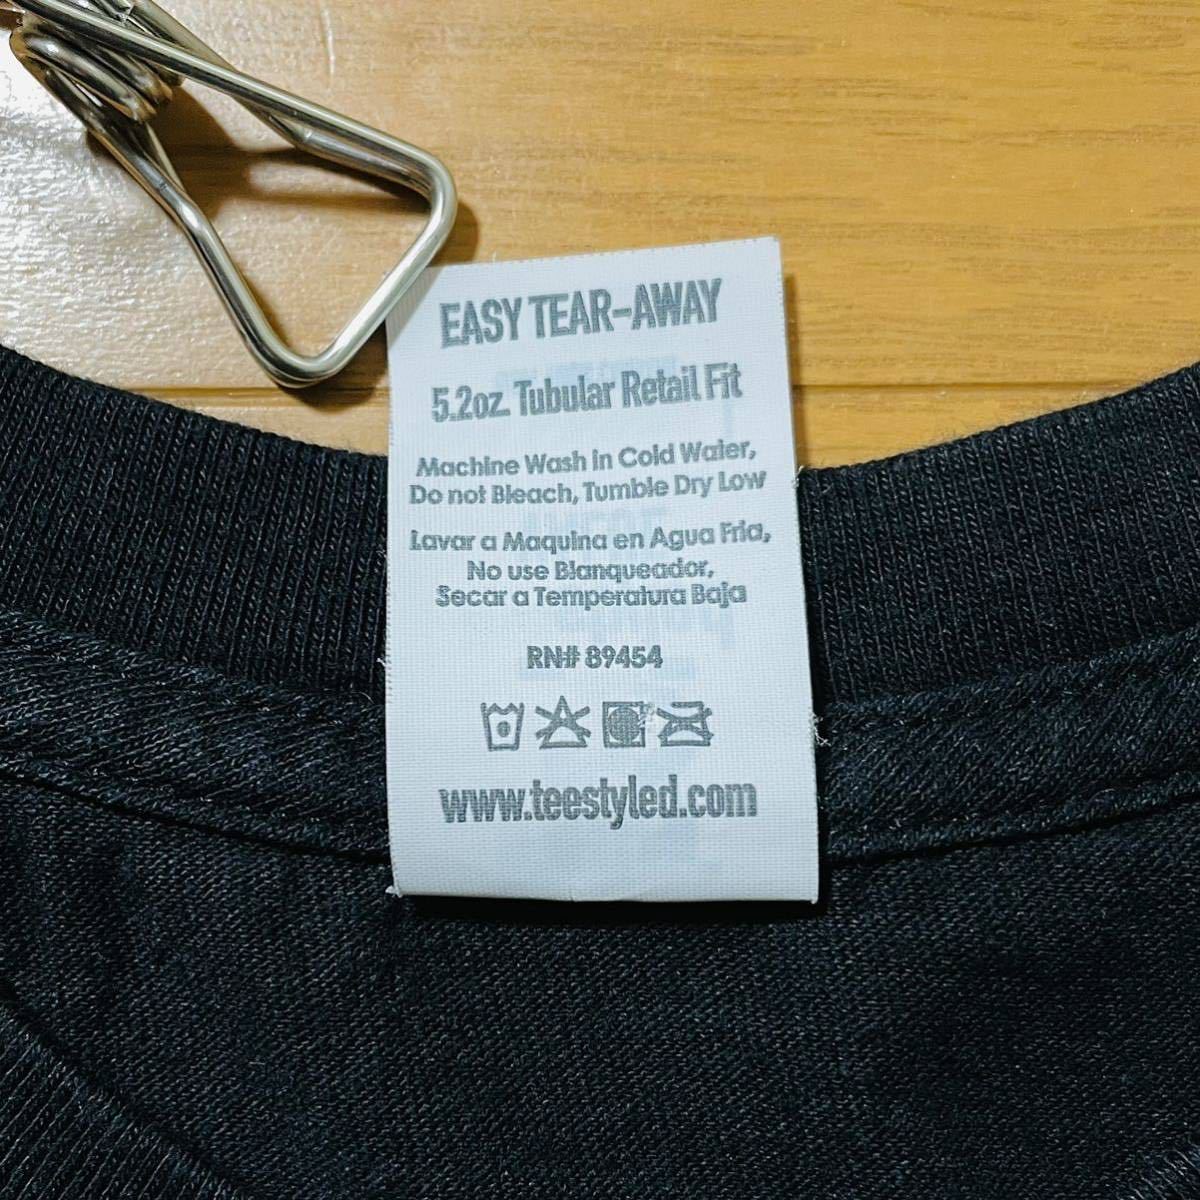 EASY TEAR-AWAY
5.2oz. Tubular Retail Fit
Machine Wash in Cold Water,
Do not Bleach, Tumble Dry Low
Lavar a Maquina en Agua Fria,
No use Blanqueador,
Secar a Temperatura Baja
RN# 89454
www.teestyled.com